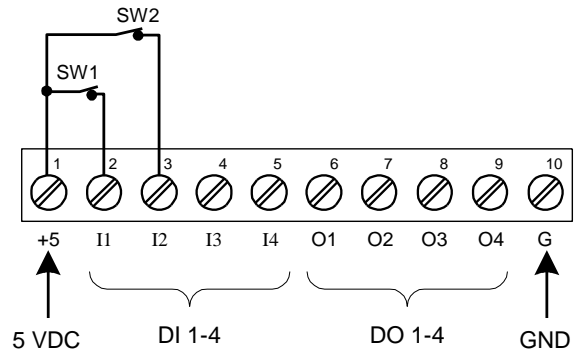 SW2
SW1
1 2 3 4 5 6 7 8 9 10
+5 I1 I2 I3 I4 O1 O2 O3 O4 G
5 VDC DI 1-4 DO 1-4 GND